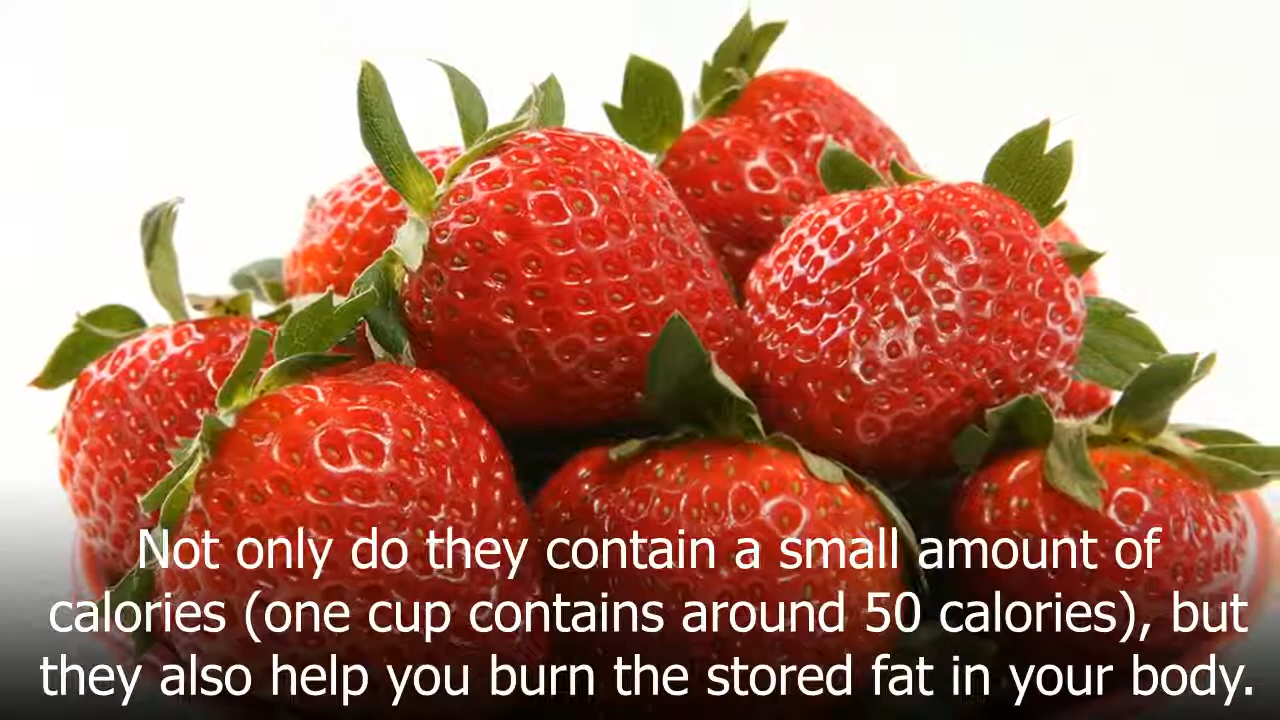 Not only do they contain a small amount of
calories (one cup contains around 50 calories), but
they also help you burn the stored fat in your body.